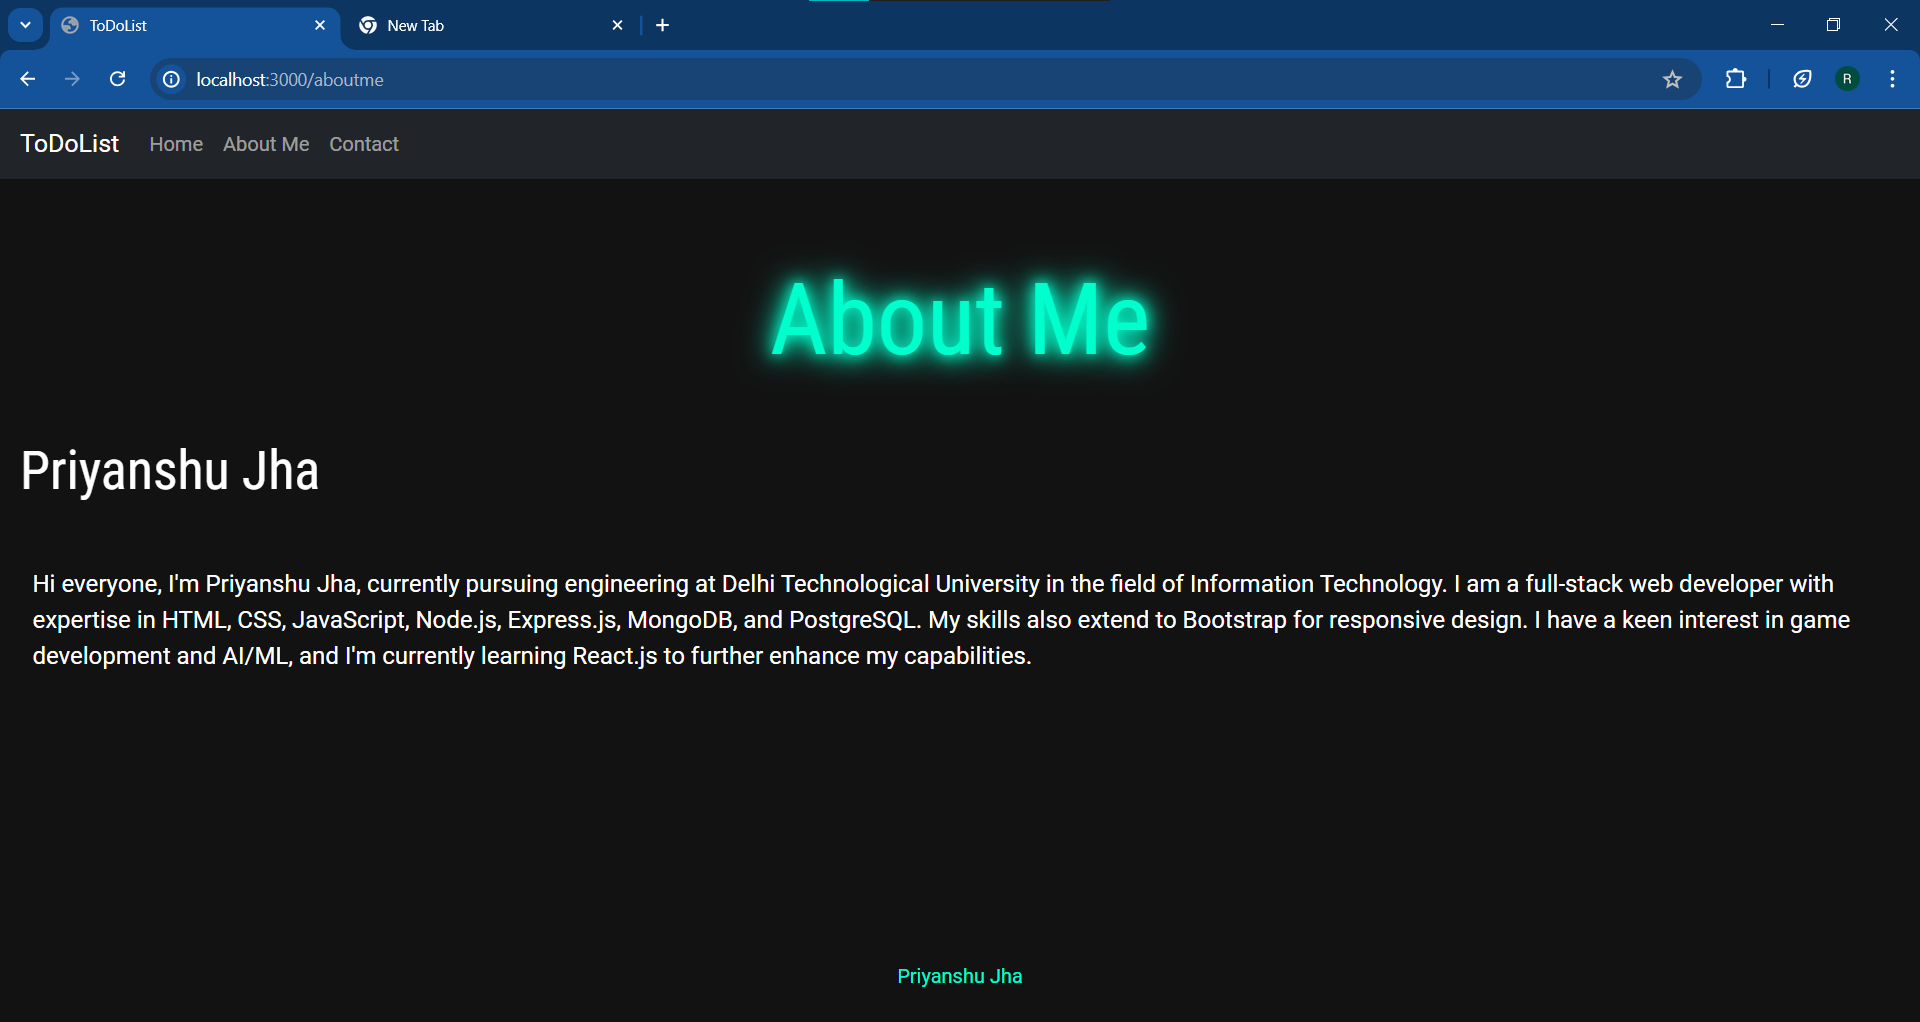 ToDoList
New Tab
localhost:3000/aboutme
R
ToDoList Home About Me Contact
About Me
Priyanshu Jha
Hi everyone, I'm Priyanshu Jha, currently pursuing engineering at Delhi Technological University in the field of Information Technology. I am a full-stack web developer with
expertise in HTML, CSS, JavaScript, Node.js, Express.js, MongoDB, and PostgreSQL. My skills also extend to Bootstrap for responsive design. I have a keen interest in game
development and AI/ML, and I'm currently learning React.js to further enhance my capabilities.
Priyanshu Jha